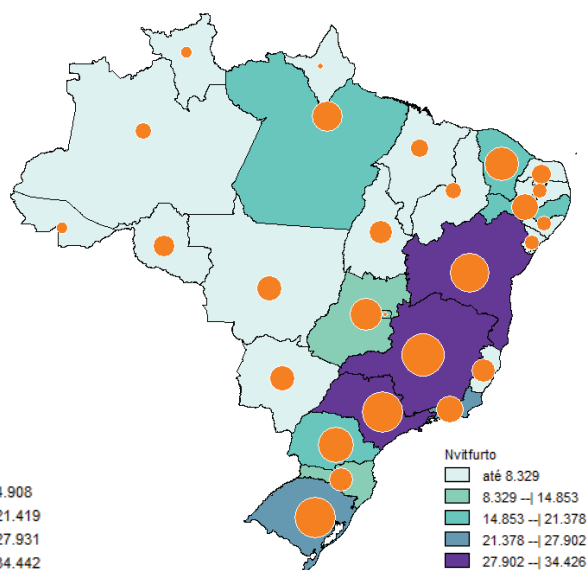 4.908
21.419
27.931
34.442
Nvitfurto
até 8.329
8.329 --| 14.853
14.853 --| 21.378
21.378 --| 27.902
27.902 --| 34.426